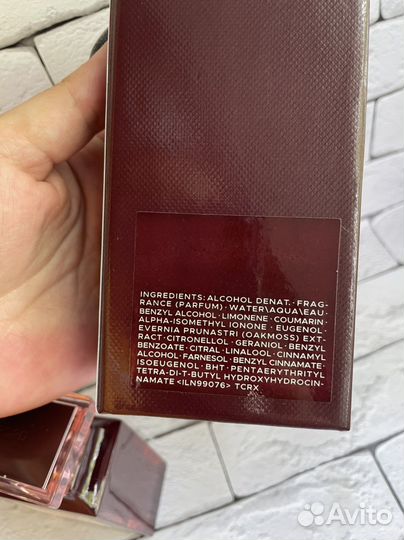 INGREDIENTS: ALCOHOL DENAT. · FRAG-
RANCE (PARFUM) · WATER\AQUA\EAU ·
BENZYL ALCOHOL · LIMONENE · COUMARIN ·
ALPHA-ISOMETHYL IONONE · EUGENOL ·
EVERNIA PRUNASTRI (OAKMOSS) EXT-
RACT · CITRONELLOL · GERANIOL · BENZYL
BENZOATE · CITRAL · LINALOOL · CINNAMYL
ALCOHOL · FARNESOL · BENZYL CINNAMATE ·
ISOEUGENOL · BHT · PENTAERYTHRITYL
TETRA-DI-T-BUTYL HYDROXYHYDROCIN-
NAMATE <ILN99076> TCRX
Avito